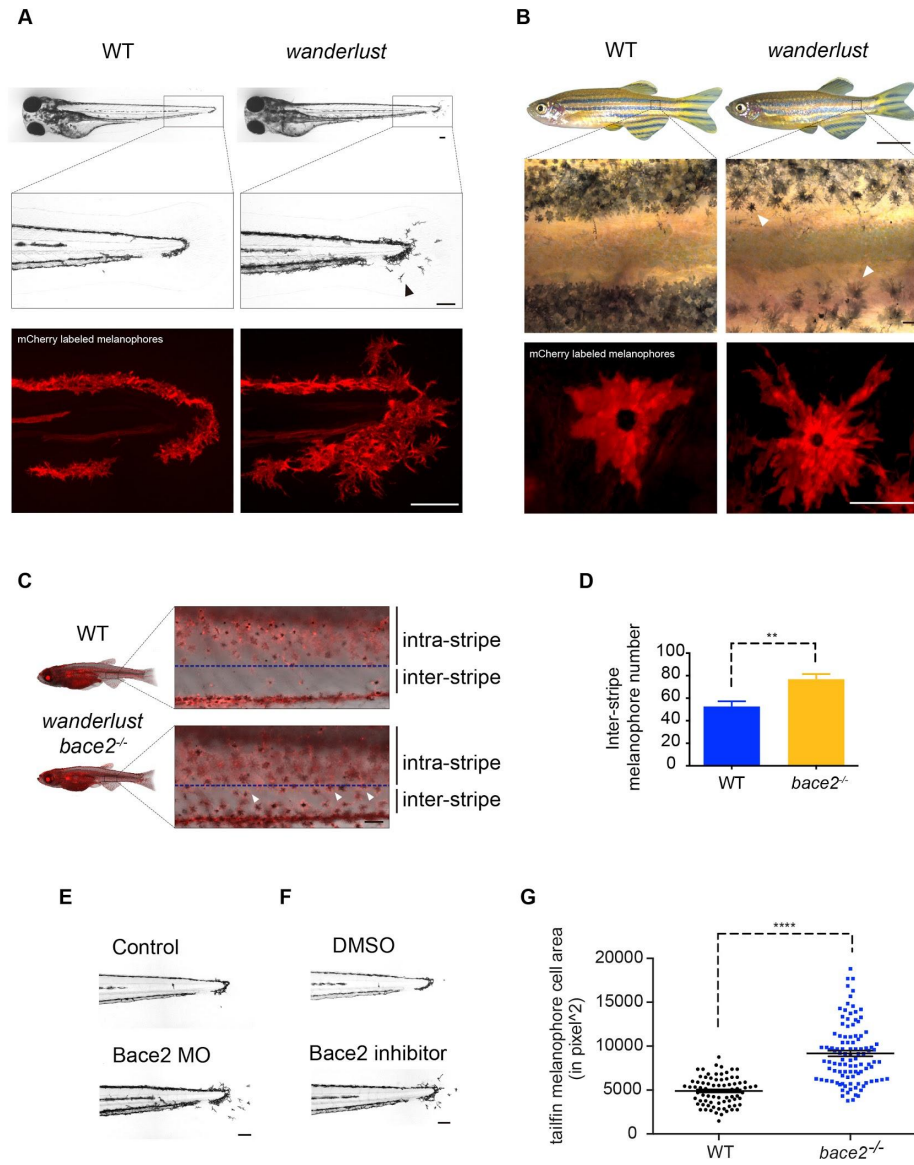 A
WT
wanderlust
mCherry labeled melanophores
B
WT
wanderlust
mCherry labeled melanophores
C
WT
intra-stripe
inter-stripe
wanderlust
bace2-/-
intra-stripe
inter-stripe
D
**
Inter-stripe
melanophore number
100
80
60
40
20
0
WT
bace2-/-
E
Control
Bace2 MO
F
DMSO
Bace2 inhibitor
G
****
tailfin melanophore cell area
(in pixel^2)
20000
15000
10000
5000
0
WT
bace2-/-